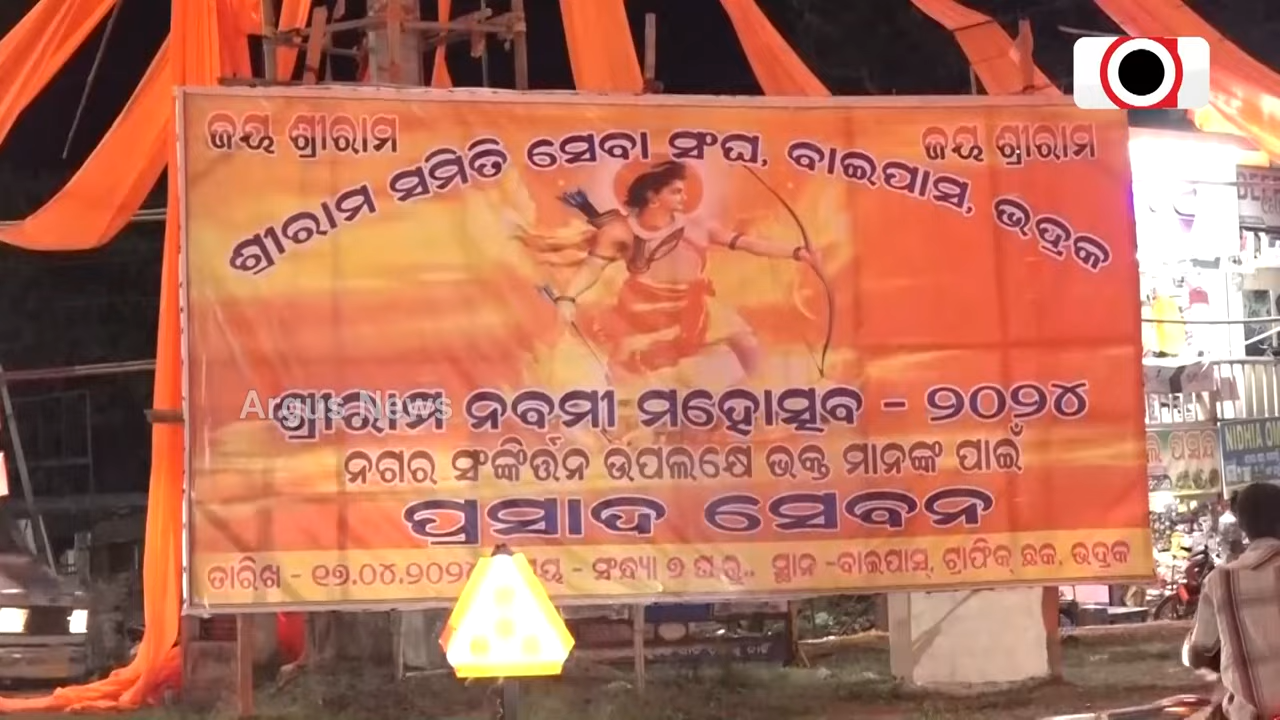 ଜୟ ଶ୍ରୀରାମ
ଜୟ ଶ୍ରୀରାମ
ଶ୍ରୀରାମ ସମିତି ସେବା ସଂଘ, ବାଇପାସ, ଭଦ୍ରକ
Argus News
ଶ୍ରୀରାମ ନବମୀ ମହୋତ୍ସବ - ୨୦୨୪
ନଗର ସଂଙ୍କିର୍ତ୍ତନ ଉପଲକ୍ଷେ ଭକ୍ତ ମାନଙ୍କ ପାଇଁ
ପ୍ରସାଦ ସେବନ
ତାରିଖ - ୧୭.୦୪.୨୦୨୪ - ସଂନ୍ଧ୍ୟା ୭ ସ୍ଥାନ -ବାଇପାସ୍, ଟ୍ରାଫିକ୍ ଛକ, ଭଦ୍ରକ
NIDHIA